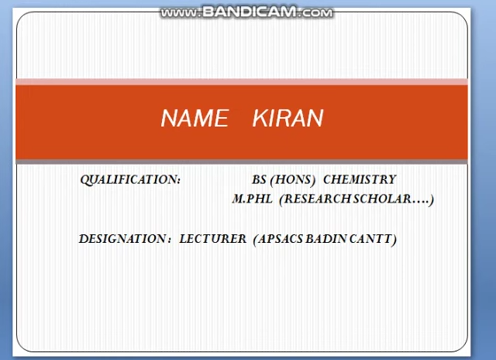 www.BANDICAM.com
NAME KIRAN
QUALIFICATION: BS (HONS) CHEMISTRY
M.PHL (RESEARCH SCHOLAR....)
DESIGNATION: LECTURER (APSACS BADIN CANTT)